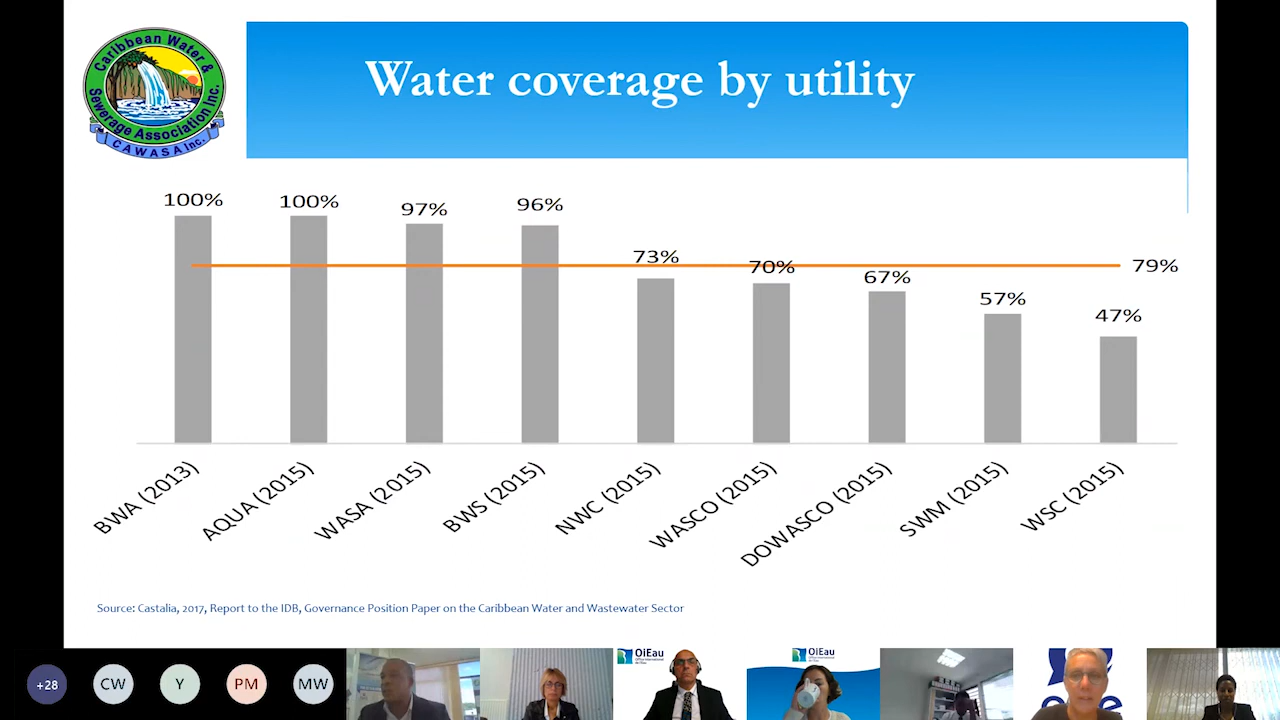 Caribbean Water &
Sewerage Association Inc.
CAWASA Inc.
Water coverage by utility
100%
100%
97%
96%
73%
70%
67%
57%
47%
79%
BWA (2013)
AQUA (2015)
WASA (2015)
BWS (2015)
NWC (2015)
WASCO (2015)
DOWASCO (2015)
SWM (2015)
WSC (2015)
Source: Castalia, 2017, Report to the IDB, Governance Position Paper on the Caribbean Water and Wastewater Sector
+28
CW
Y
PM
MW
OiEau
OiEau